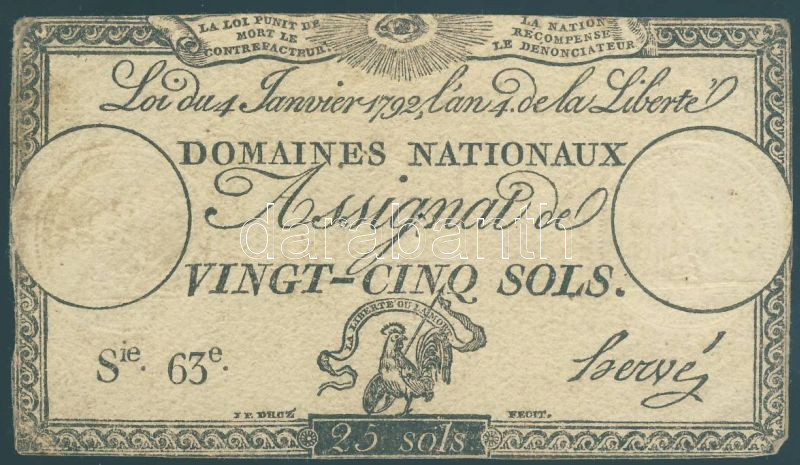 LA LOI PUNIT DE
MORT LE
CONTREFACTEUR.
LA NATION
RECOMPENSE
LE DENONCIATEUR
Loi du 4 Janvier 1792, l'an 4. de la Liberté
DOMAINES NATIONAUX
Assignat de
darabanth
VINGT-CINQ SOLS.
LA LIBERTÉ OU LA MORT
Sie. 63e.
hervé
FECIT.
25 sols